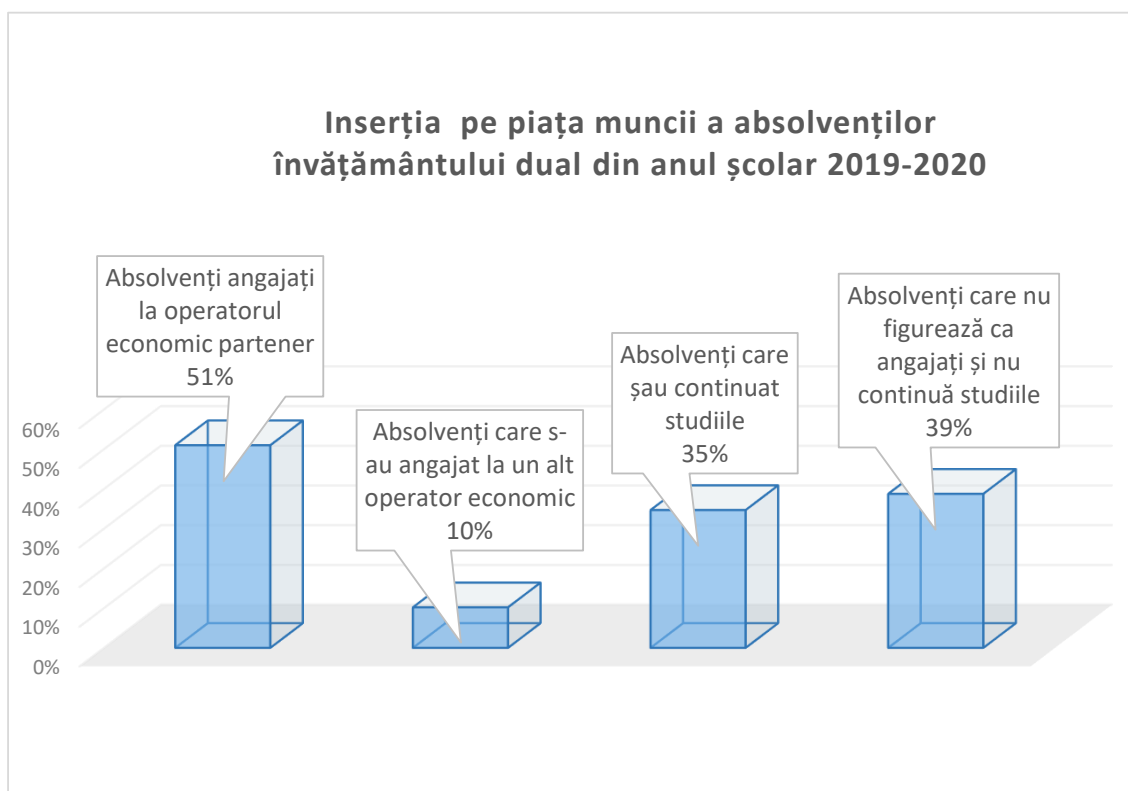 Inserția pe piața muncii a absolvenților
învățământului dual din anul școlar 2019-2020
Absolvenți angajați
la operatorul
economic partener
51%
Absolvenți care s-
au angajat la un alt
operator economic
10%
Absolvenți care
șau continuat
studiile
35%
Absolvenți care nu
figurează ca
angajați și nu
continuă studiile
39%
60%
50%
40%
30%
20%
10%
0%